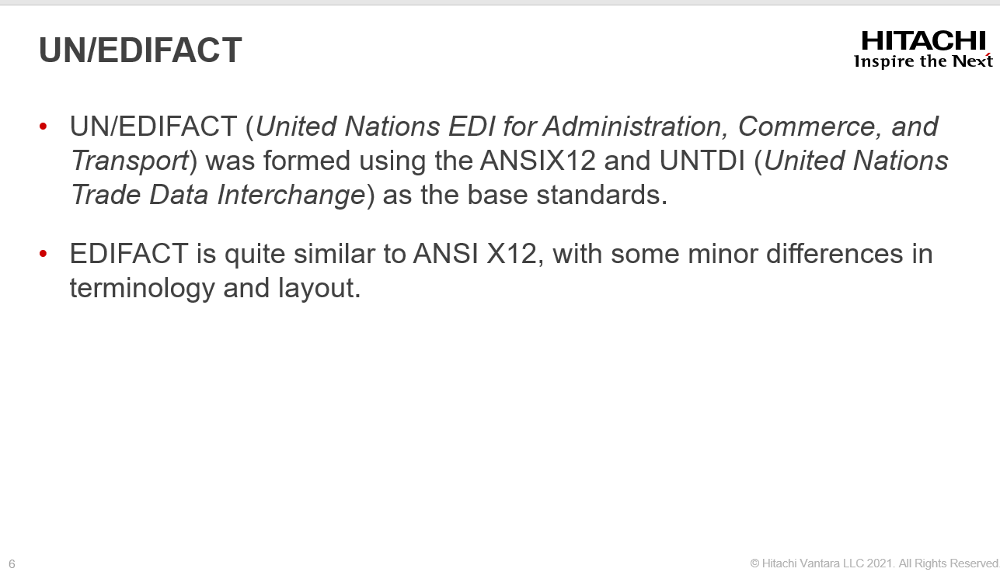 UN/EDIFACT
HITACHI
Inspire the Next
• UN/EDIFACT (United Nations EDI for Administration, Commerce, and
Transport) was formed using the ANSIX12 and UNTDI (United Nations
Trade Data Interchange) as the base standards.
• EDIFACT is quite similar to ANSI X12, with some minor differences in
terminology and layout.
6
© Hitachi Vantara LLC 2021. All Rights Reserved